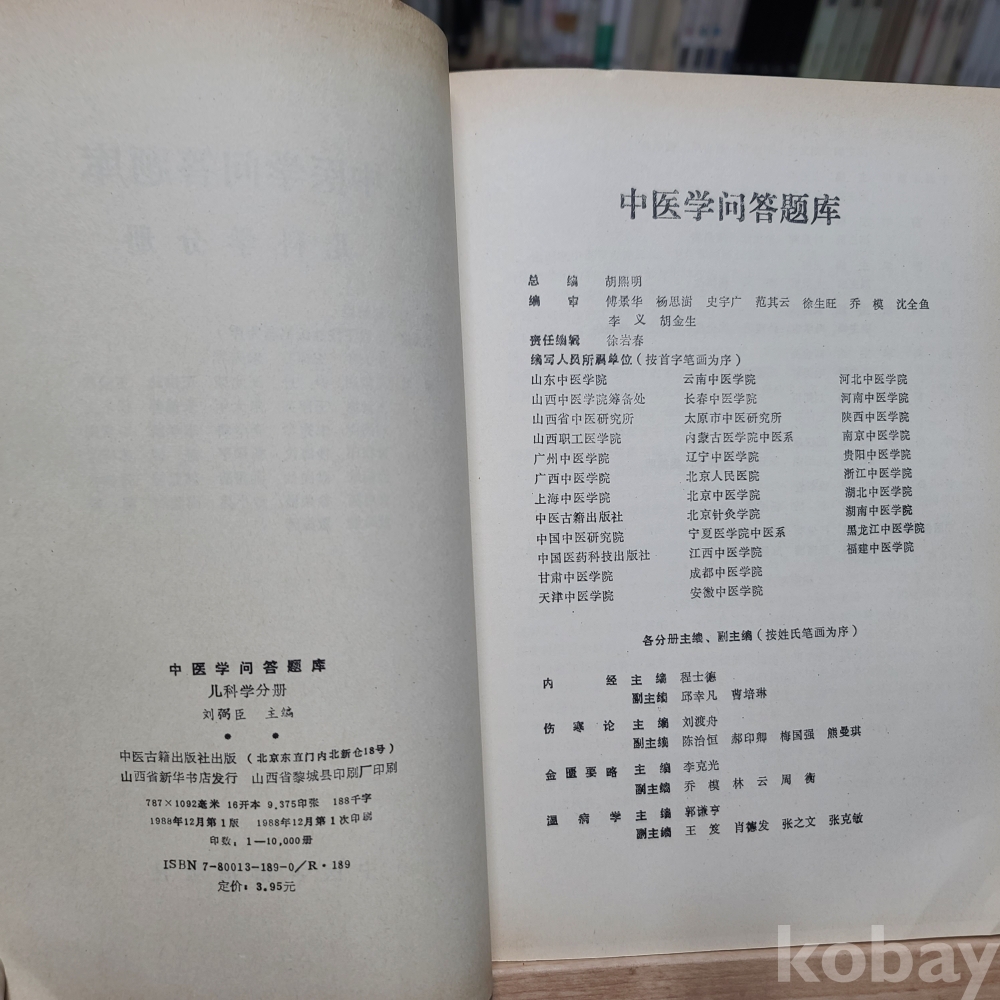 中医学问答题库
儿科学分册
刘弼臣 主编
中医古籍出版社出版 (北京东直门内北新仓18号)
山西省新华书店发行 山西省黎城县印刷厂印刷
787×1092毫米 16开本 9.375印张 188千字
1988年12月第1版 1988年12月第1次印刷
印数:1—10,000册
ISBN 7-80013-189-0/R·189
定价:3.95元
中医学问答题库
总 编 胡熙明
编 审 傅景华 杨思澍 史宇广 范其云 徐生旺 乔 模 沈全鱼
李 义 胡金生
责任编辑 徐岩春
编写人员所属单位(按首字笔画为序)
山东中医学院 云南中医学院 河北中医学院
山西中医学院筹备处 长春中医学院 河南中医学院
山西省中医研究所 太原市中医研究所 陕西中医学院
山西职工医学院 内蒙古医学院中医系 南京中医学院
广州中医学院 辽宁中医学院 贵阳中医学院
广西中医学院 北京人民医院 浙江中医学院
上海中医学院 北京中医学院 湖北中医学院
中医古籍出版社 北京针灸学院 湖南中医学院
中国中医研究院 宁夏医学院中医系 黑龙江中医学院
中国医药科技出版社 江西中医学院 福建中医学院
甘肃中医学院 成都中医学院
天津中医学院 安徽中医学院
各分册主编、副主编(按姓氏笔画为序)
内 经 主 编 程士德
副主编 邱幸凡 曹培琳
伤 寒 论 主 编 刘渡舟
副主编 陈治恒 郝印卿 梅国强 熊曼琪
金 匮 要 略 主 编 李克光
副主编 乔 模 林 云 周 衡
温 病 学 主 编 郭谦亨
副主编 王 笈 肖德发 张之文 张克敏
kobay